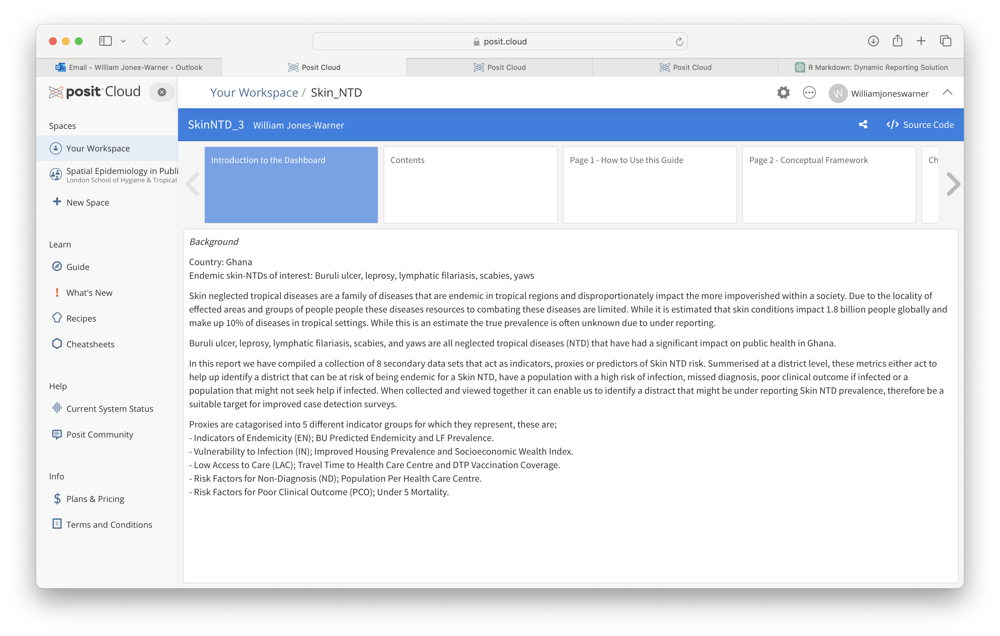 posit.cloud
Email - William Jones-Warner - Outlook
Posit Cloud
Posit Cloud
Posit Cloud
R Markdown: Dynamic Reporting Solution
posit Cloud
Your Workspace / Skin_NTD
W
Williamjoneswarner
Spaces
Your Workspace
Spatial Epidemiology in Publi
London School of Hygiene & Tropical
New Space
Learn
Guide
What's New
Recipes
Cheatsheets
Help
Current System Status
Posit Community
Info
Plans & Pricing
Terms and Conditions
SkinNTD_3 William Jones-Warner
Source Code
Introduction to the Dashboard
Contents
Page 1 - How to Use this Guide
Page 2 - Conceptual Framework
Ch
Background
Country: Ghana
Endemic skin-NTDs of interest: Buruli ulcer, leprosy, lymphatic filariasis, scabies, yaws
Skin neglected tropical diseases are a family of diseases that are endemic in tropical regions and disproportionately impact the more impoverished within a society. Due to the locality of
effected areas and groups of people people these diseases resources to combating these diseases are limited. While it is estimated that skin conditions impact 1.8 billion people globally and
make up 10% of diseases in tropical settings. While this is an estimate the true prevalence is often unknown due to under reporting.
Buruli ulcer, leprosy, lymphatic filariasis, scabies, and yaws are all neglected tropical diseases (NTD) that have had a significant impact on public health in Ghana.
In this report we have compiled a collection of 8 secondary data sets that act as indicators, proxies or predictors of Skin NTD risk. Summerised at a district level, these metrics either act to
help up identify a district that can be at risk of being endemic for a Skin NTD, have a population with a high risk of infection, missed diagnosis, poor clinical outcome if infected or a
population that might not seek help if infected. When collected and viewed together it can enable us to identify a distract that might be under reporting Skin NTD prevalence, therefore be a
suitable target for improved case detection surveys.
Proxies are catagorised into 5 different indicator groups for which they represent, these are;
- Indicators of Endemicity (EN); BU Predicted Endemicity and LF Prevalence.
- Vulnerability to Infection (IN); Improved Housing Prevalence and Socioeconomic Wealth Index.
- Low Access to Care (LAC); Travel Time to Health Care Centre and DTP Vaccination Coverage.
- Risk Factors for Non-Diagnosis (ND); Population Per Health Care Centre.
- Risk Factors for Poor Clinical Outcome (PCO); Under 5 Mortality.